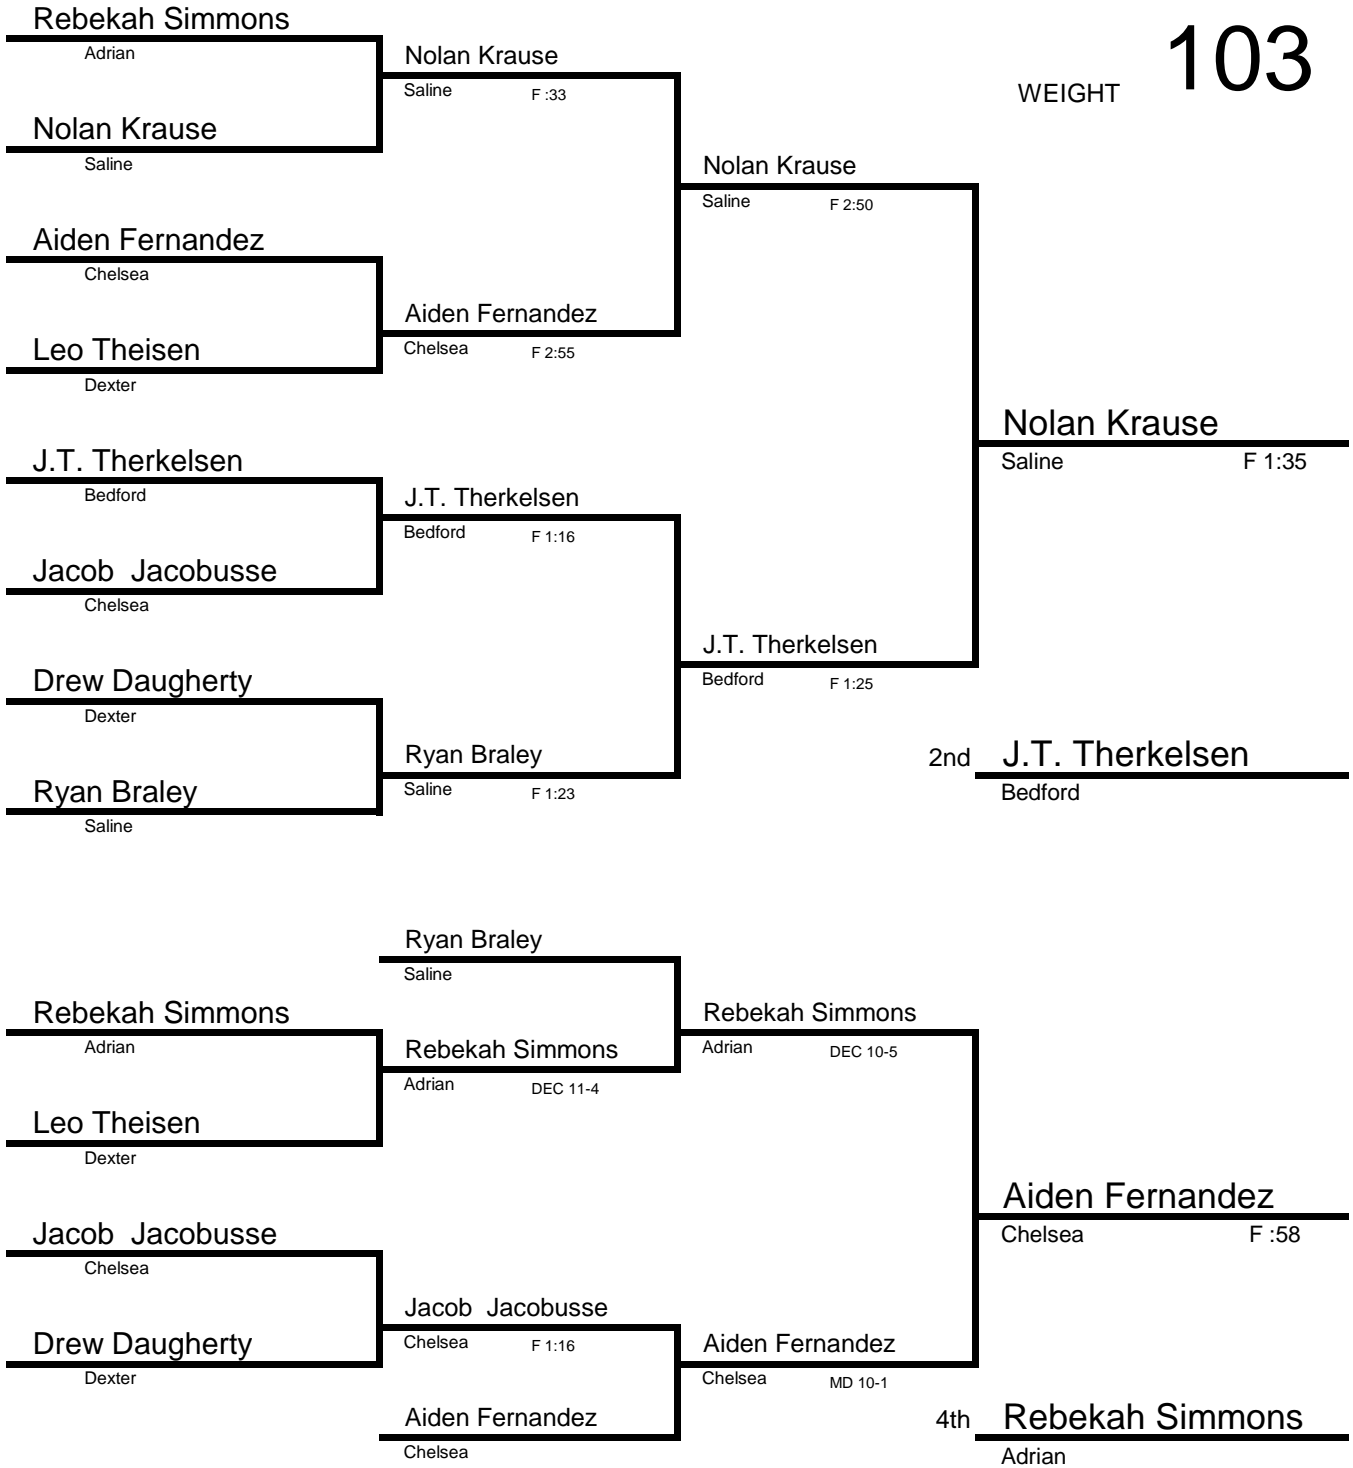 Rebekah Simmons
Adrian
Nolan Krause
Saline F :33
WEIGHT 103
Nolan Krause
Saline
Nolan Krause
Saline F 2:50
Aiden Fernandez
Chelsea
Aiden Fernandez
Chelsea F 2:55
Leo Theisen
Dexter
Nolan Krause
Saline F 1:35
J.T. Therkelsen
Bedford
J.T. Therkelsen
Bedford F 1:16
Jacob  Jacobusse
Chelsea
J.T. Therkelsen
Bedford F 1:25
Drew Daugherty
Dexter
Ryan Braley
Saline F 1:23
2nd J.T. Therkelsen
Bedford
Ryan Braley
Saline
Ryan Braley
Saline
Rebekah Simmons
Adrian
Rebekah Simmons
Adrian DEC 10-5
Rebekah Simmons
Adrian DEC 11-4
Leo Theisen
Dexter
Aiden Fernandez
Chelsea F :58
Jacob  Jacobusse
Chelsea
Jacob  Jacobusse
Chelsea F 1:16
Drew Daugherty
Dexter
Aiden Fernandez
Chelsea MD 10-1
Aiden Fernandez
Chelsea
4th Rebekah Simmons
Adrian